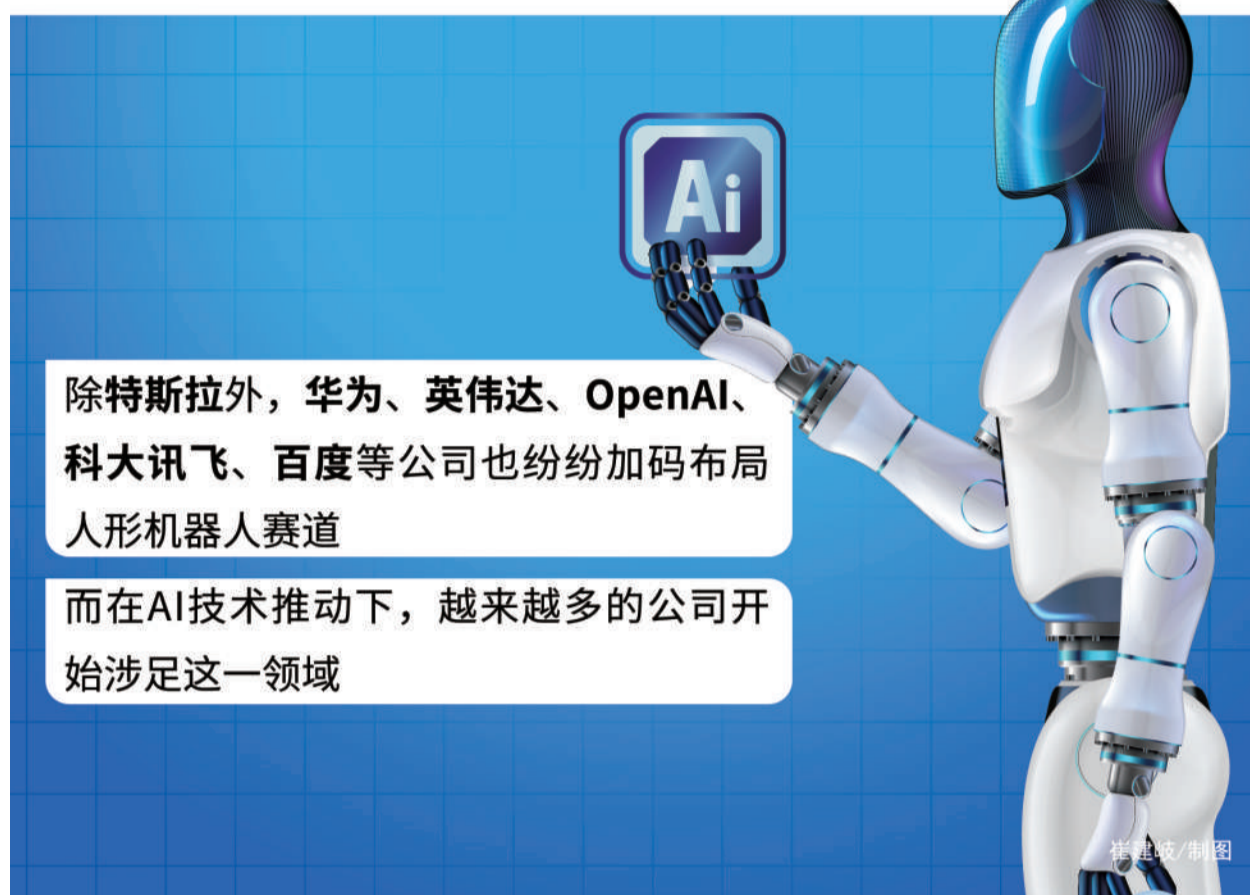 Ai
除特斯拉外，华为、英伟达、OpenAI、
科大讯飞、百度等公司也纷纷加码布局
人形机器人赛道
而在AI技术推动下，越来越多的公司开
始涉足这一领域
崔建岐/制图